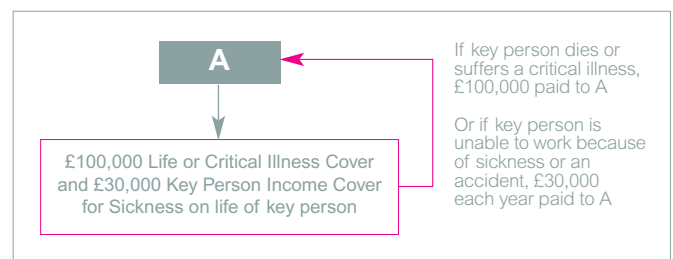 A
£100,000 Life or Critical Illness Cover
and £30,000 Key Person Income Cover
for Sickness on life of key person
If key person dies or
suffers a critical illness,
£100,000 paid to A
Or if key person is
unable to work because
of sickness or an
accident, £30,000
each year paid to A